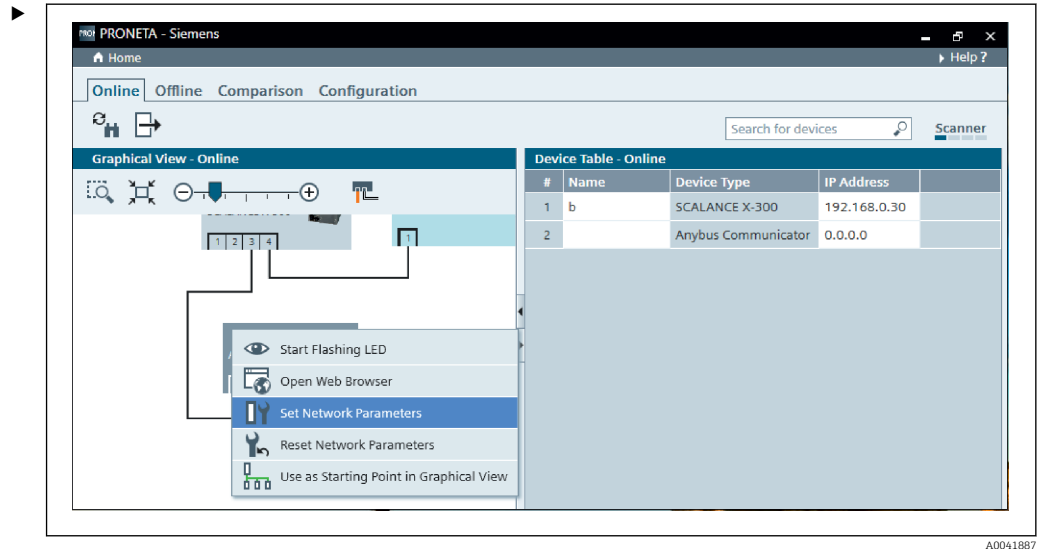 PRONETA - Siemens
Home
Help ?
Online Offline Comparison Configuration
Search for devices
Scanner
Graphical View - Online
1 2 3 4
1
Start Flashing LED
Open Web Browser
Set Network Parameters
Reset Network Parameters
Use as Starting Point in Graphical View
Device Table - Online
# Name Device Type IP Address
1 b SCALANCE X-300 192.168.0.30
2 Anybus Communicator 0.0.0.0
A0041887